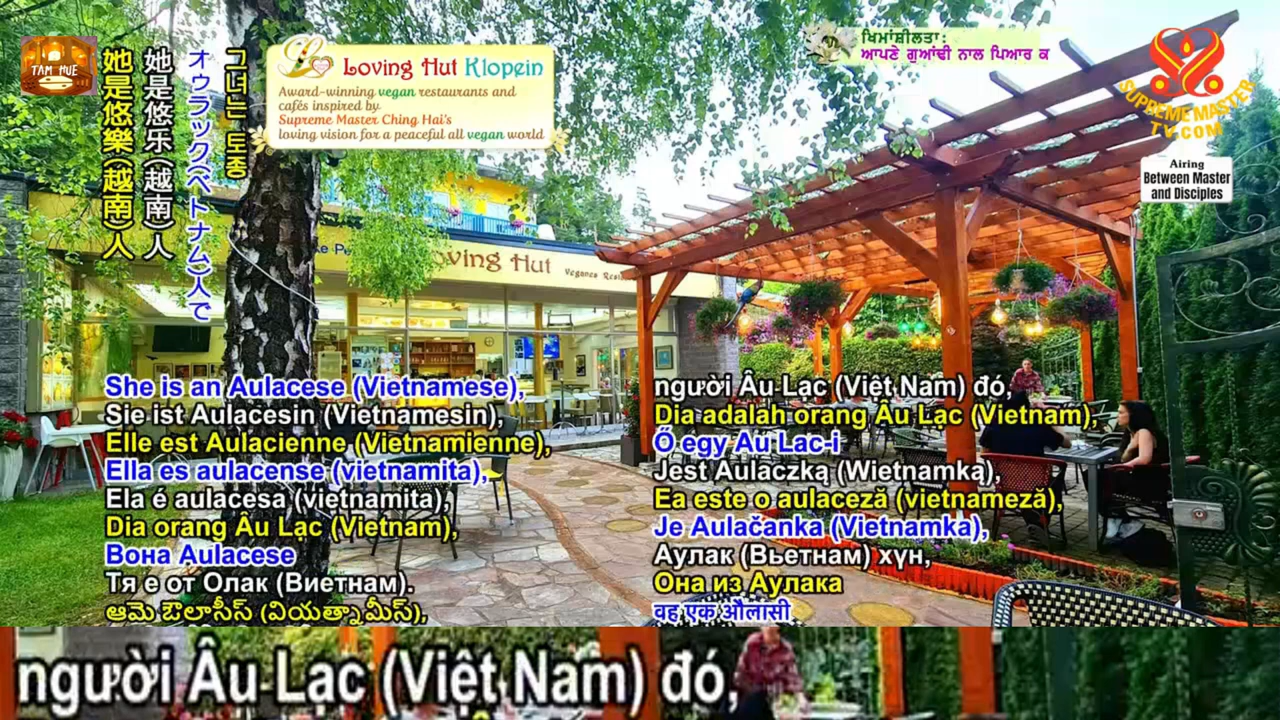 TÂM HUÊ
그녀는 토종
オゥラック(ベトナム)人で
她是悠乐(越南)人
她是悠樂(越南)人
Loving Hut Klopein
Award-winning vegan restaurants and
cafés inspired by
Supreme Master Ching Hai's
loving vision for a peaceful all vegan world
ਖਿਮਾਂਸ਼ੀਲਤਾ:
ਆਪਣੇ ਗੁਆਂਢੀ ਨਾਲ ਪਿਆਰ ਕ
SUPREME MASTER
TV.COM
Airing
Between Master
and Disciples
oving Hut
She is an Aulacese (Vietnamese),
Sie ist Aulacesin (Vietnamesin),
Elle est Aulacienne (Vietnamienne),
Ella es aulacense (vietnamita),
Ela é aulacesa (vietnamita),
Dia orang Âu Lạc (Vietnam),
Вона Aulacese
Тя е от Олак (Виетнам).
ఆమె ఔలాసీస్ (వియత్నామీస్),
người Âu Lạc (Việt Nam) đó,
Dia adalah orang Âu Lạc (Vietnam),
Ő egy Au Lac-i
Jest Aulaczką (Wietnamką),
Ea este o aulaceză (vietnameză),
Je Aulačanka (Vietnamka),
Аулак (Вьетнам) хүн,
Она из Аулака
वह एक औलासी
người Âu Lạc (Việt Nam) đó,